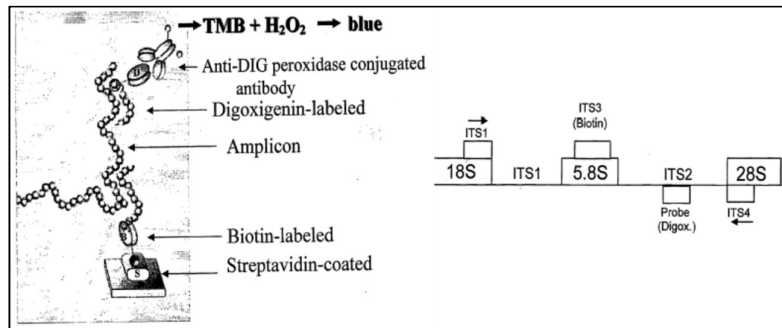 →TMB + H₂O₂ → blue
Anti-DIG peroxidase conjugated
antibody
Digoxigenin-labeled
Amplicon
Biotin-labeled
Streptavidin-coated
S
ITS1
ITS3
(Biotin)
18S
ITS1
5.8S
ITS2
28S
Probe
(Digox.)
ITS4